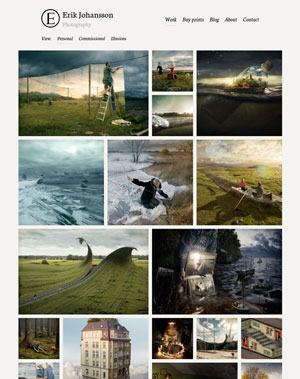 E
Erik Johansson
Photography
Work Buy prints Blog About Contact
View: Personal Commissioned Illusions